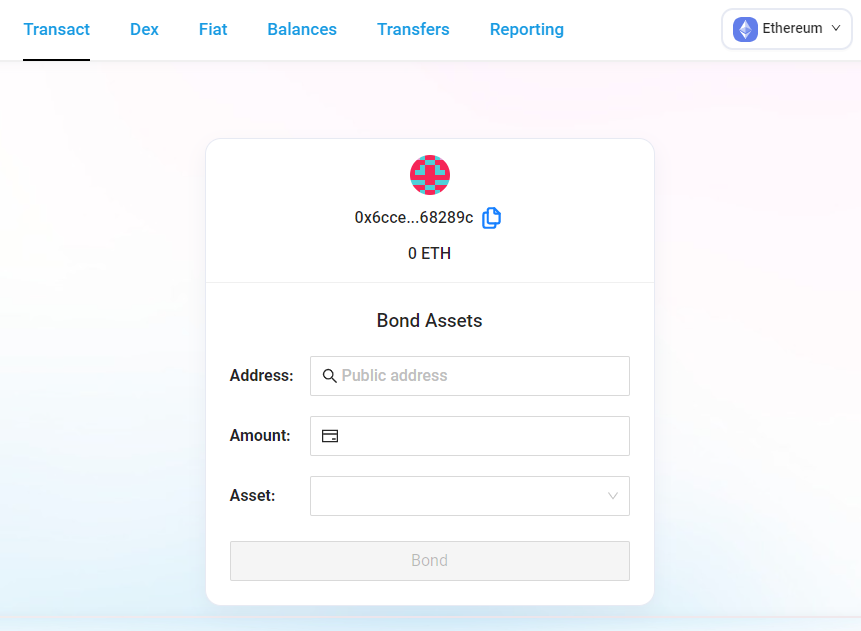 Transact Dex Fiat Balances Transfers Reporting Ethereum
0x6cce...68289c
0 ETH
Bond Assets
Address: Public address
Amount:
Asset:
Bond